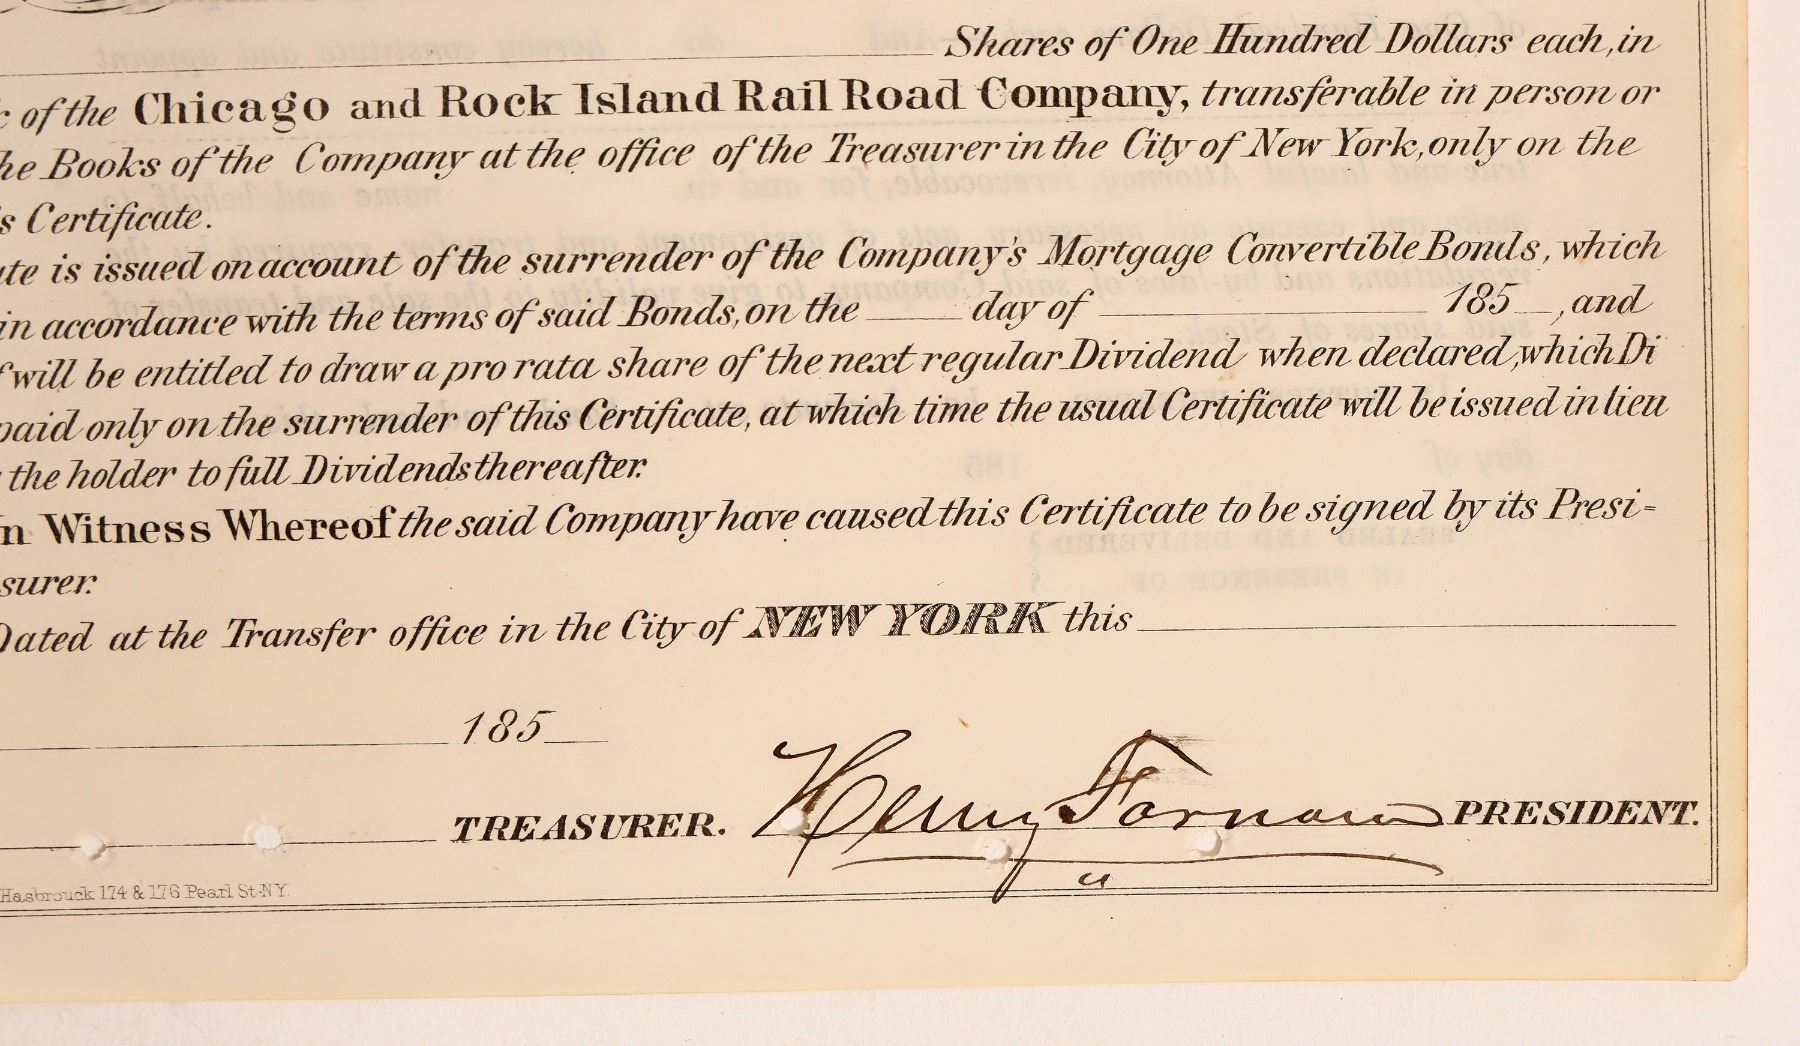 Shares of One Hundred Dollars each, in
of the Chicago and Rock Island Rail Road Company, transferable in person or
he Books of the Company at the office of the Treasurer in the City of New York, only on the
s Certificate.
te is issued on account of the surrender of the Company's Mortgage Convertible Bonds, which
in accordance with the terms of said Bonds, on the ____ day of ____ 185__, and
will be entitled to draw a pro rata share of the next regular Dividend when declared, which Di
paid only on the surrender of this Certificate, at which time the usual Certificate will be issued in lieu
the holder to full Dividends thereafter.
n Witness Whereof the said Company have caused this Certificate to be signed by its Presi=
surer.
Dated at the Transfer office in the City of NEW YORK this
185__
TREASURER. Henry Farnam PRESIDENT.
Hasbrouck 174 & 176 Pearl St. N.Y.